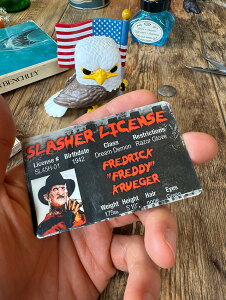 BENCHLEY
SLASHER LICENSE
License # Birthdate Class Restrictions
SLASH-01 1942 Dream Demon Razor Glove
FREDRICK
"FREDDY"
KRUEGER
Weight Height Hair Eyes